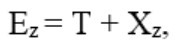 E_z = T + X_z,